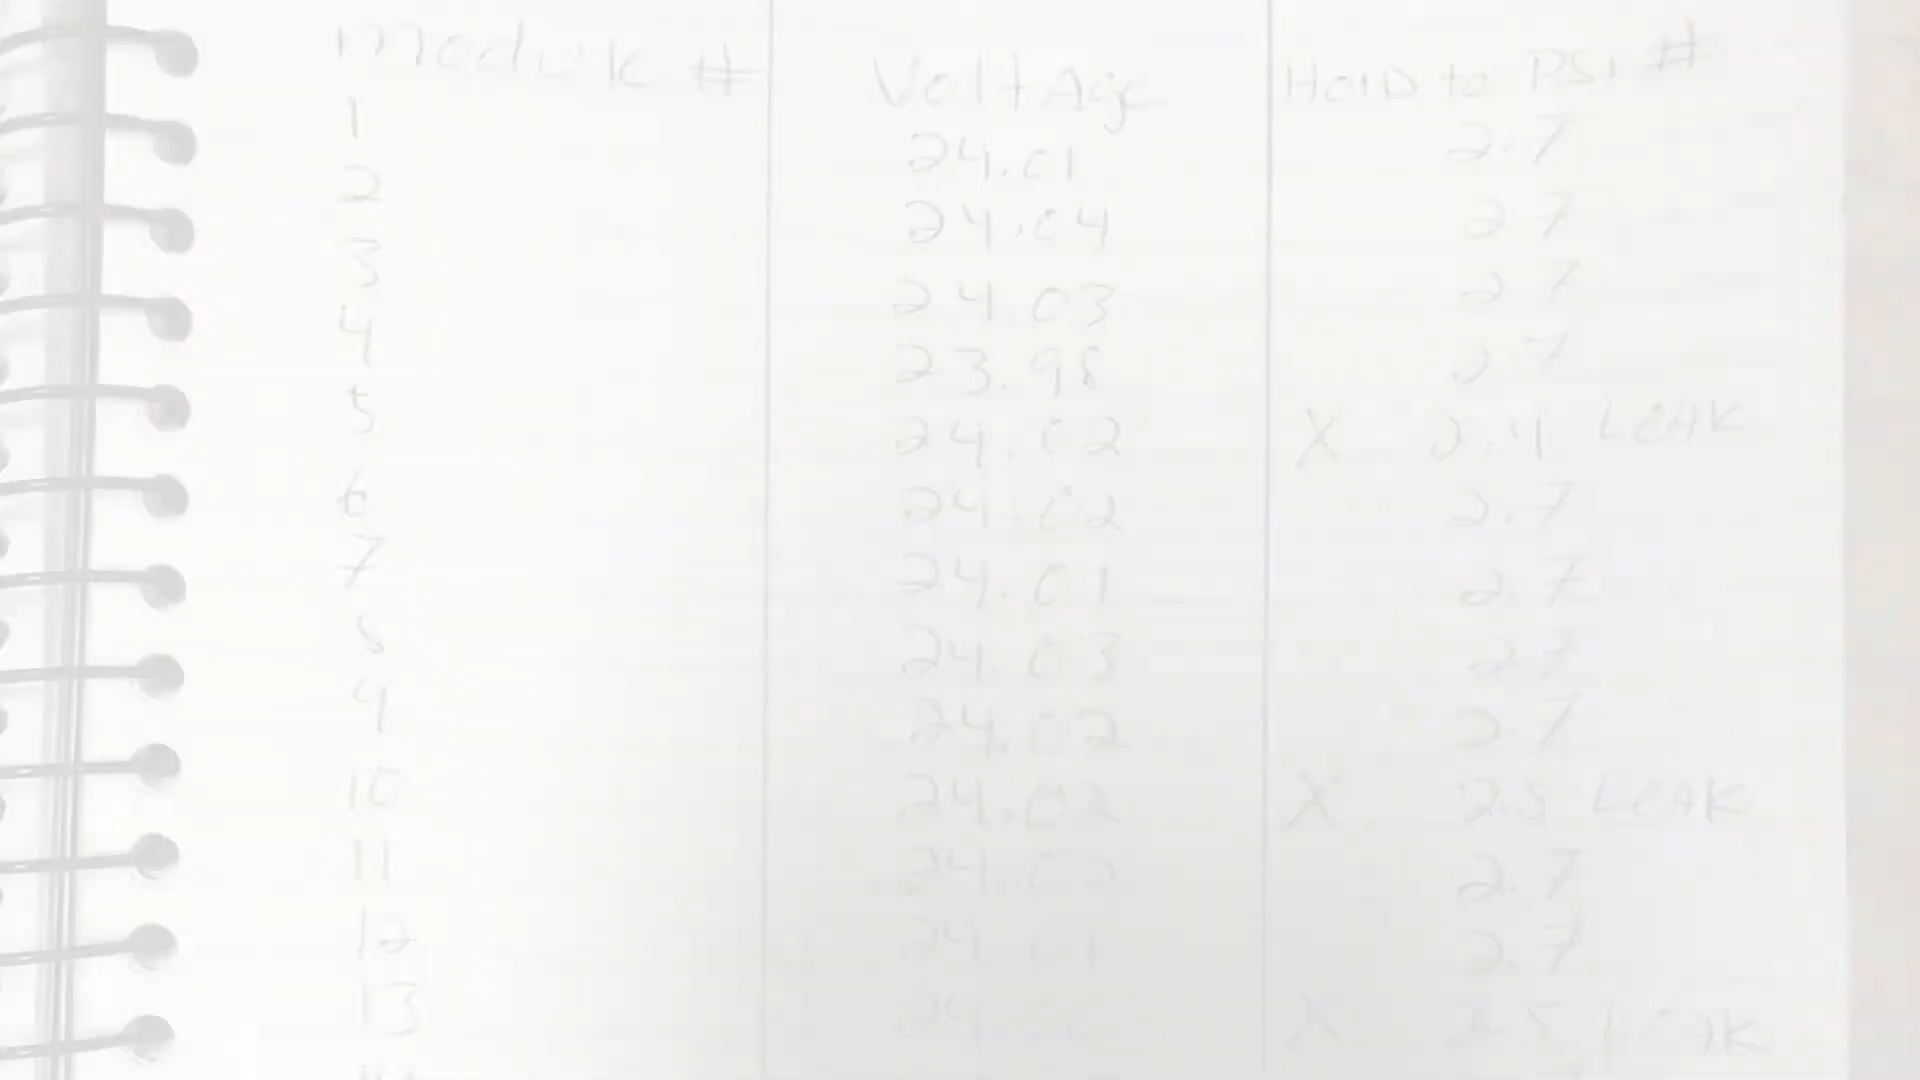 Module # Voltage Hold to PSI #
1 24.01 2.7
2 24.04 2.7
3 24.03 2.7
4 23.98 2.7
5 24.02 X 2.4 LEAK
6 24.02 2.7
7 24.01 2.7
8 24.03 2.7
9 24.02 2.7
10 24.02 X 2.5 LEAK
11 24.02 2.7
12 24.01 2.7
13 24. X 2.5 LEAK